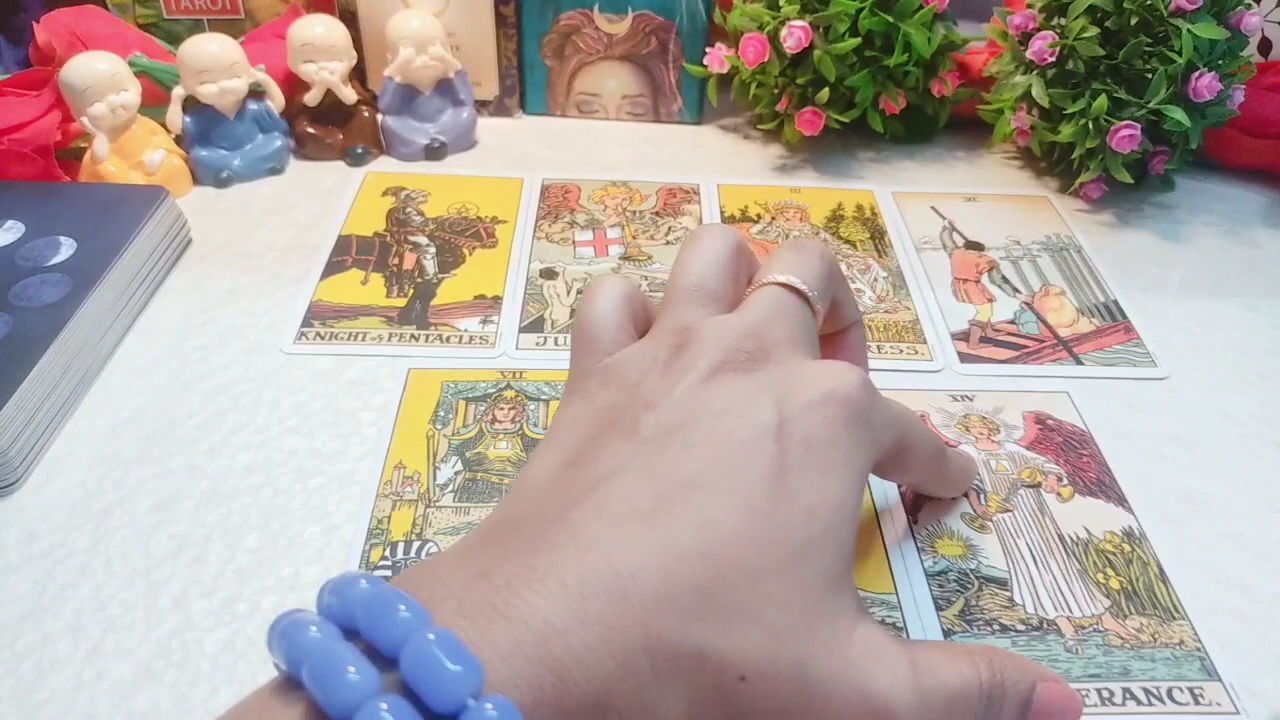 TAROT
III
VI
KNIGHT of PENTACLES.
JU
RESS.
VII
XIV
ERANCE.